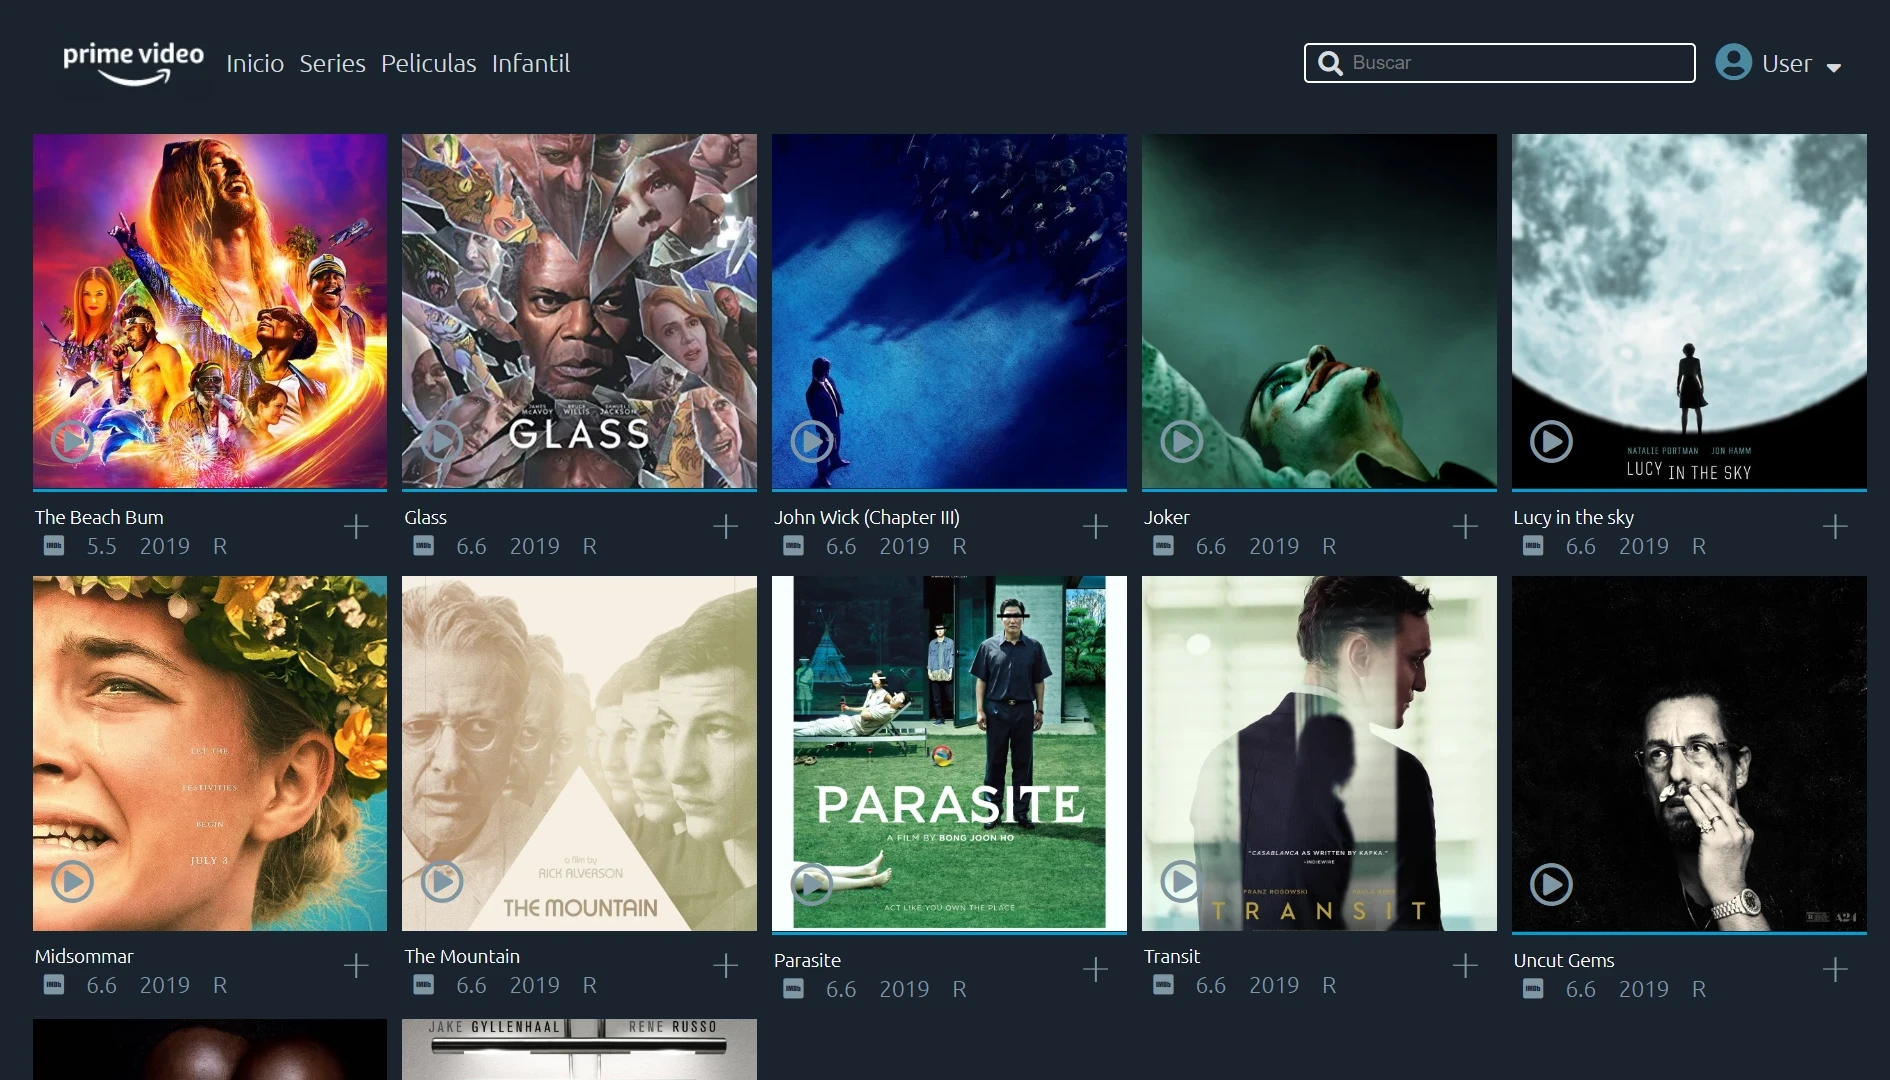 prime video
Inicio Series Peliculas Infantil
Buscar
User
JAMES McAVOY BRUCE WILLIS SAMUEL L. JACKSON
GLASS
NATALIE PORTMAN JON HAMM
LUCY IN THE SKY
The Beach Bum
IMDb 5.5 2019 R
Glass
IMDb 6.6 2019 R
John Wick (Chapter III)
IMDb 6.6 2019 R
Joker
IMDb 6.6 2019 R
Lucy in the sky
IMDb 6.6 2019 R
LET THE
FESTIVITIES
BEGIN
JULY 3
a film by
RICK ALVERSON
THE MOUNTAIN
PARASITE
A FILM BY BONG JOON HO
ACT LIKE YOU OWN THE PLACE
"CASABLANCA AS WRITTEN BY KAFKA."
-INDIEWIRE
FRANZ ROGOWSKI PAULA BEER
TRANSIT
A24
Midsommar
IMDb 6.6 2019 R
The Mountain
IMDb 6.6 2019 R
Parasite
IMDb 6.6 2019 R
Transit
IMDb 6.6 2019 R
Uncut Gems
IMDb 6.6 2019 R
JAKE GYLLENHAAL RENE RUSSO